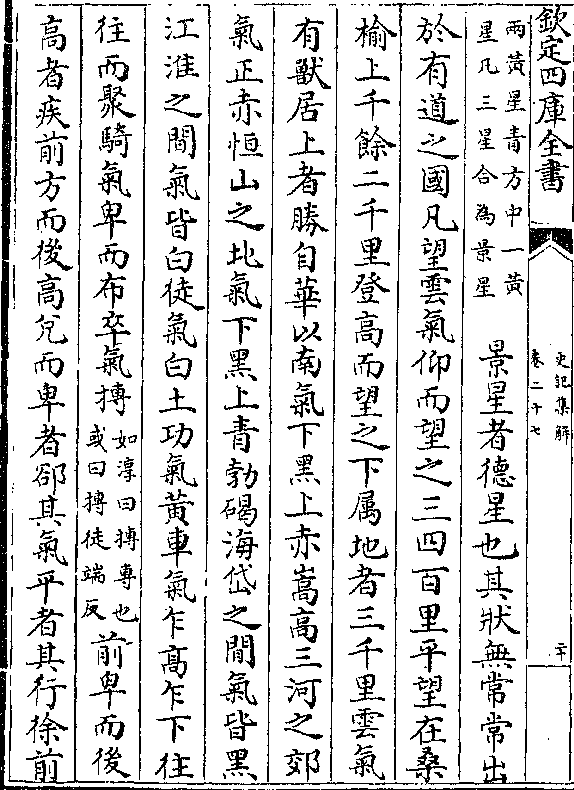 欽定四庫全書
史記集解
卷二十七
二十
兩黃星青方中一黃
星凡三星合為景星
景星者德星也其狀無常常出
於有道之國凡望雲氣仰而望之三四百里平望在桑
榆上千餘二千里登高而望之下属地者三千里雲氣
有獸居上者勝自華以南氣下黑上赤嵩高三河之郊
氣正赤恒山之北氣下黑上青勃碣海岱之間氣皆黑
江淮之間氣皆白徒氣白土功氣黃車氣乍高乍下往
往而聚騎氣卑而布卒氣摶
如淳曰摶專也
或曰摶徒端反
前卑而後
高者疾前方而後高兌而卑者郤其氣平者其行徐前